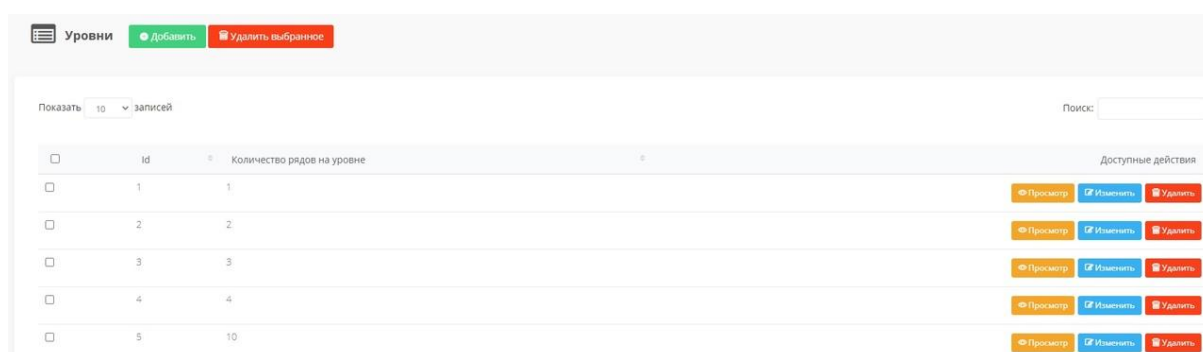 Уровни Добавить Удалить выбранное
Показать 10 записей Поиск:
Id Количество рядов на уровне Доступные действия
1 1 Просмотр Изменить Удалить
2 2 Просмотр Изменить Удалить
3 3 Просмотр Изменить Удалить
4 4 Просмотр Изменить Удалить
5 10 Просмотр Изменить Удалить